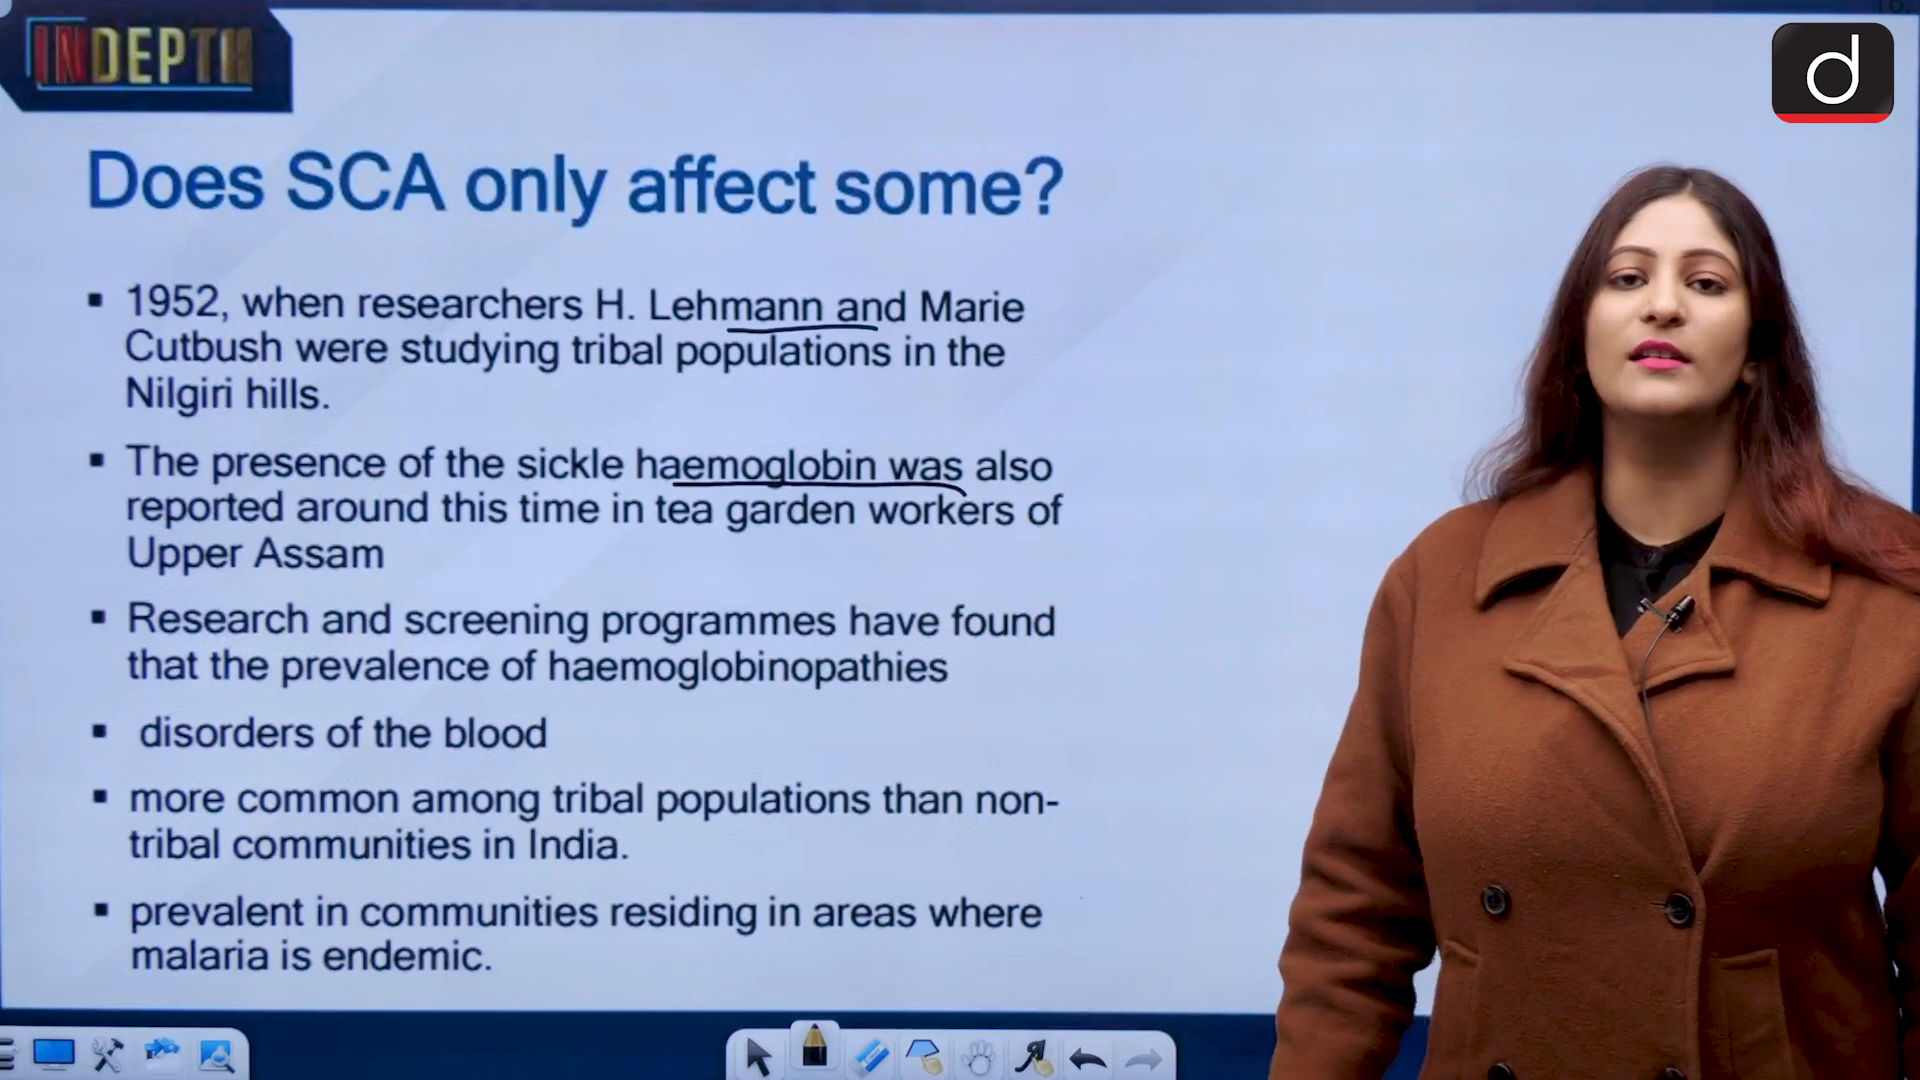 INDEPTH
d
Does SCA only affect some?
▪ 1952, when researchers H. Lehmann and Marie
Cutbush were studying tribal populations in the
Nilgiri hills.
▪ The presence of the sickle haemoglobin was also
reported around this time in tea garden workers of
Upper Assam
▪ Research and screening programmes have found
that the prevalence of haemoglobinopathies
▪ disorders of the blood
▪ more common among tribal populations than non-
tribal communities in India.
▪ prevalent in communities residing in areas where
malaria is endemic.